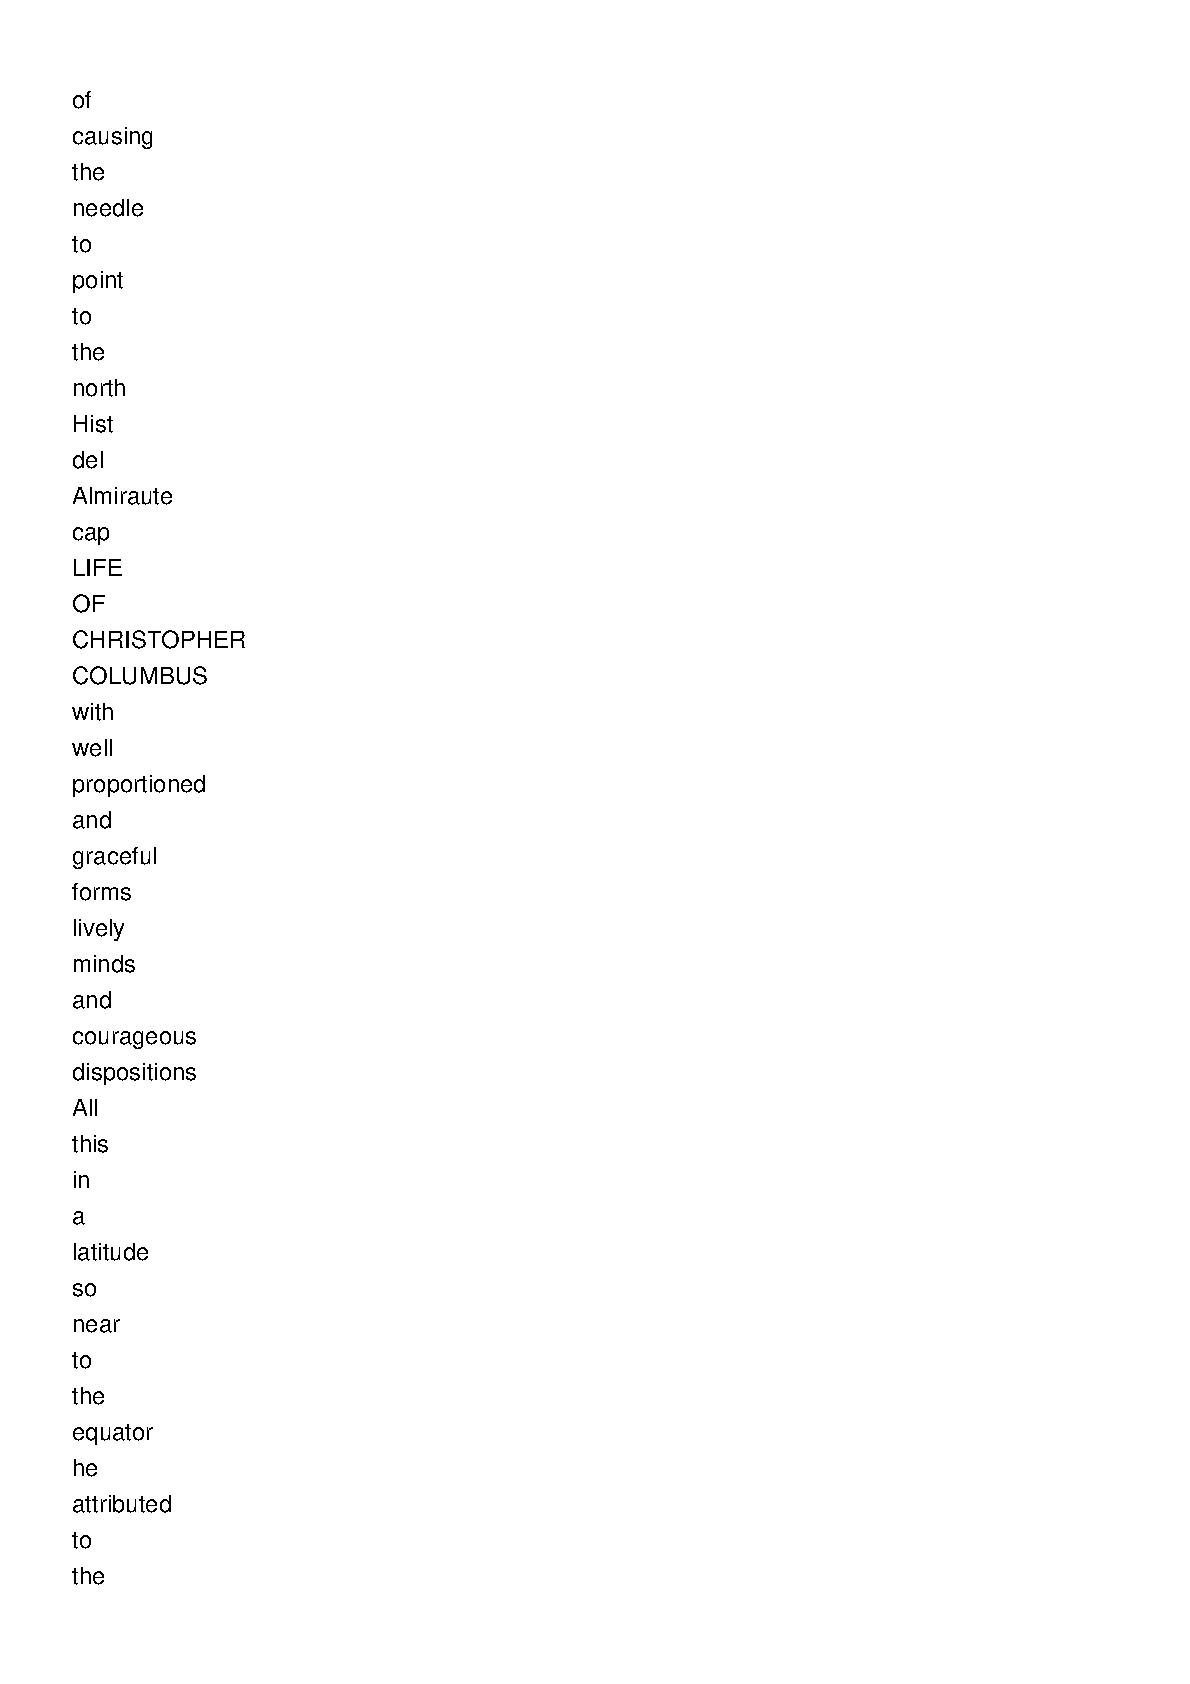 of
causing
the
needle
to
point
to
the
north
Hist
del
Almiraute
cap
LIFE
OF
CHRISTOPHER
COLUMBUS
with
well
proportioned
and
graceful
forms
lively
minds
and
courageous
dispositions
All
this
in
a
latitude
so
near
to
the
equator
he
attributed
to
the